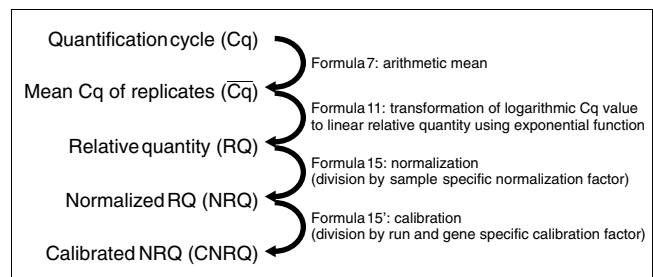 Quantification cycle (Cq)
Formula 7: arithmetic mean
Mean Cq of replicates (C̅q̅)
Formula 11: transformation of logarithmic Cq value
to linear relative quantity using exponential function
Relative quantity (RQ)
Formula 15: normalization
(division by sample specific normalization factor)
Normalized RQ (NRQ)
Formula 15': calibration
(division by run and gene specific calibration factor)
Calibrated NRQ (CNRQ)